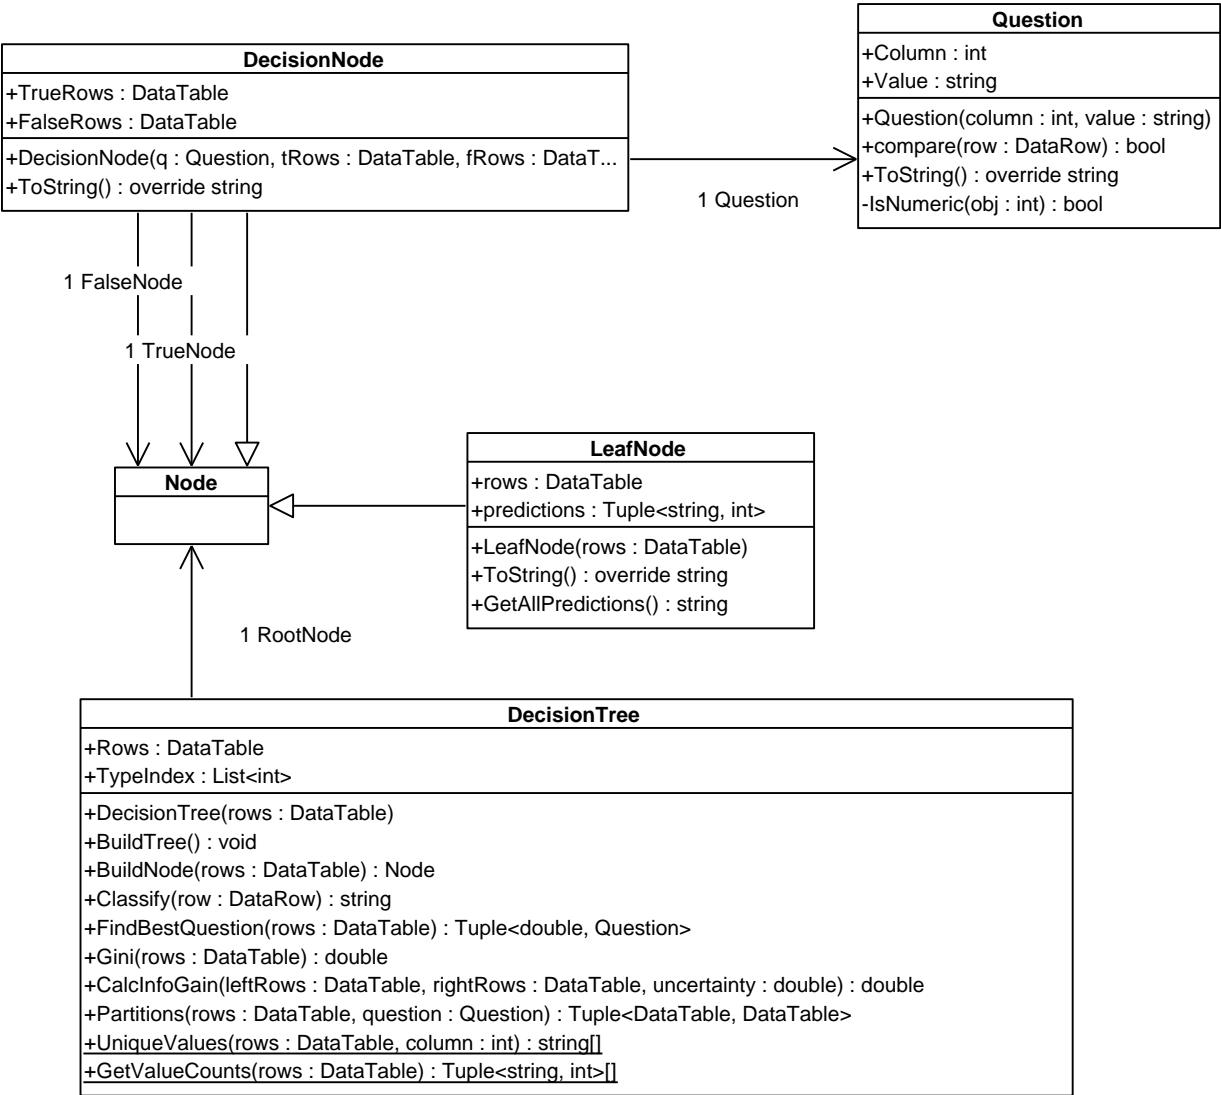 Question
+Column : int
+Value : string
+Question(column : int, value : string)
+compare(row : DataRow) : bool
+ToString() : override string
-IsNumeric(obj : int) : bool
DecisionNode
+TrueRows : DataTable
+FalseRows : DataTable
+DecisionNode(q : Question, tRows : DataTable, fRows : DataT...
+ToString() : override string
1 Question
1 FalseNode
1 TrueNode
Node
LeafNode
+rows : DataTable
+predictions : Tuple<string, int>
+LeafNode(rows : DataTable)
+ToString() : override string
+GetAllPredictions() : string
1 RootNode
DecisionTree
+Rows : DataTable
+TypeIndex : List<int>
+DecisionTree(rows : DataTable)
+BuildTree() : void
+BuildNode(rows : DataTable) : Node
+Classify(row : DataRow) : string
+FindBestQuestion(rows : DataTable) : Tuple<double, Question>
+Gini(rows : DataTable) : double
+CalcInfoGain(leftRows : DataTable, rightRows : DataTable, uncertainty : double) : double
+Partitions(rows : DataTable, question : Question) : Tuple<DataTable, DataTable>
+UniqueValues(rows : DataTable, column : int) : string[]
+GetValueCounts(rows : DataTable) : Tuple<string, int>[]